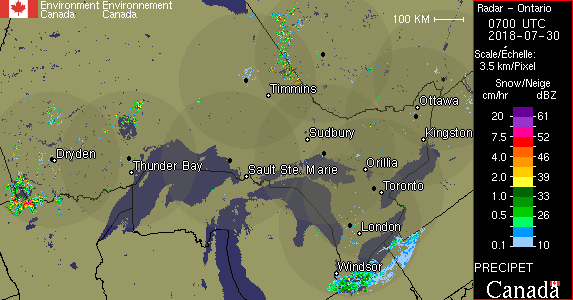 Environment Environnement
Canada Canada
100 KM
Timmins
Ottawa
Sudbury
Kingston
Dryden
Thunder Bay
Sault Ste. Marie
Orillia
Toronto
London
Windsor
Radar - Ontario
0700 UTC
2018-07-30
Scale/Échelle:
3.5 km/Pixel
Snow/Neige
cm/hr dBZ
20 61
7.5 52
4.0 46
2.0 39
1.0 33
0.5 26
0.1 10
PRECIPET
Canada